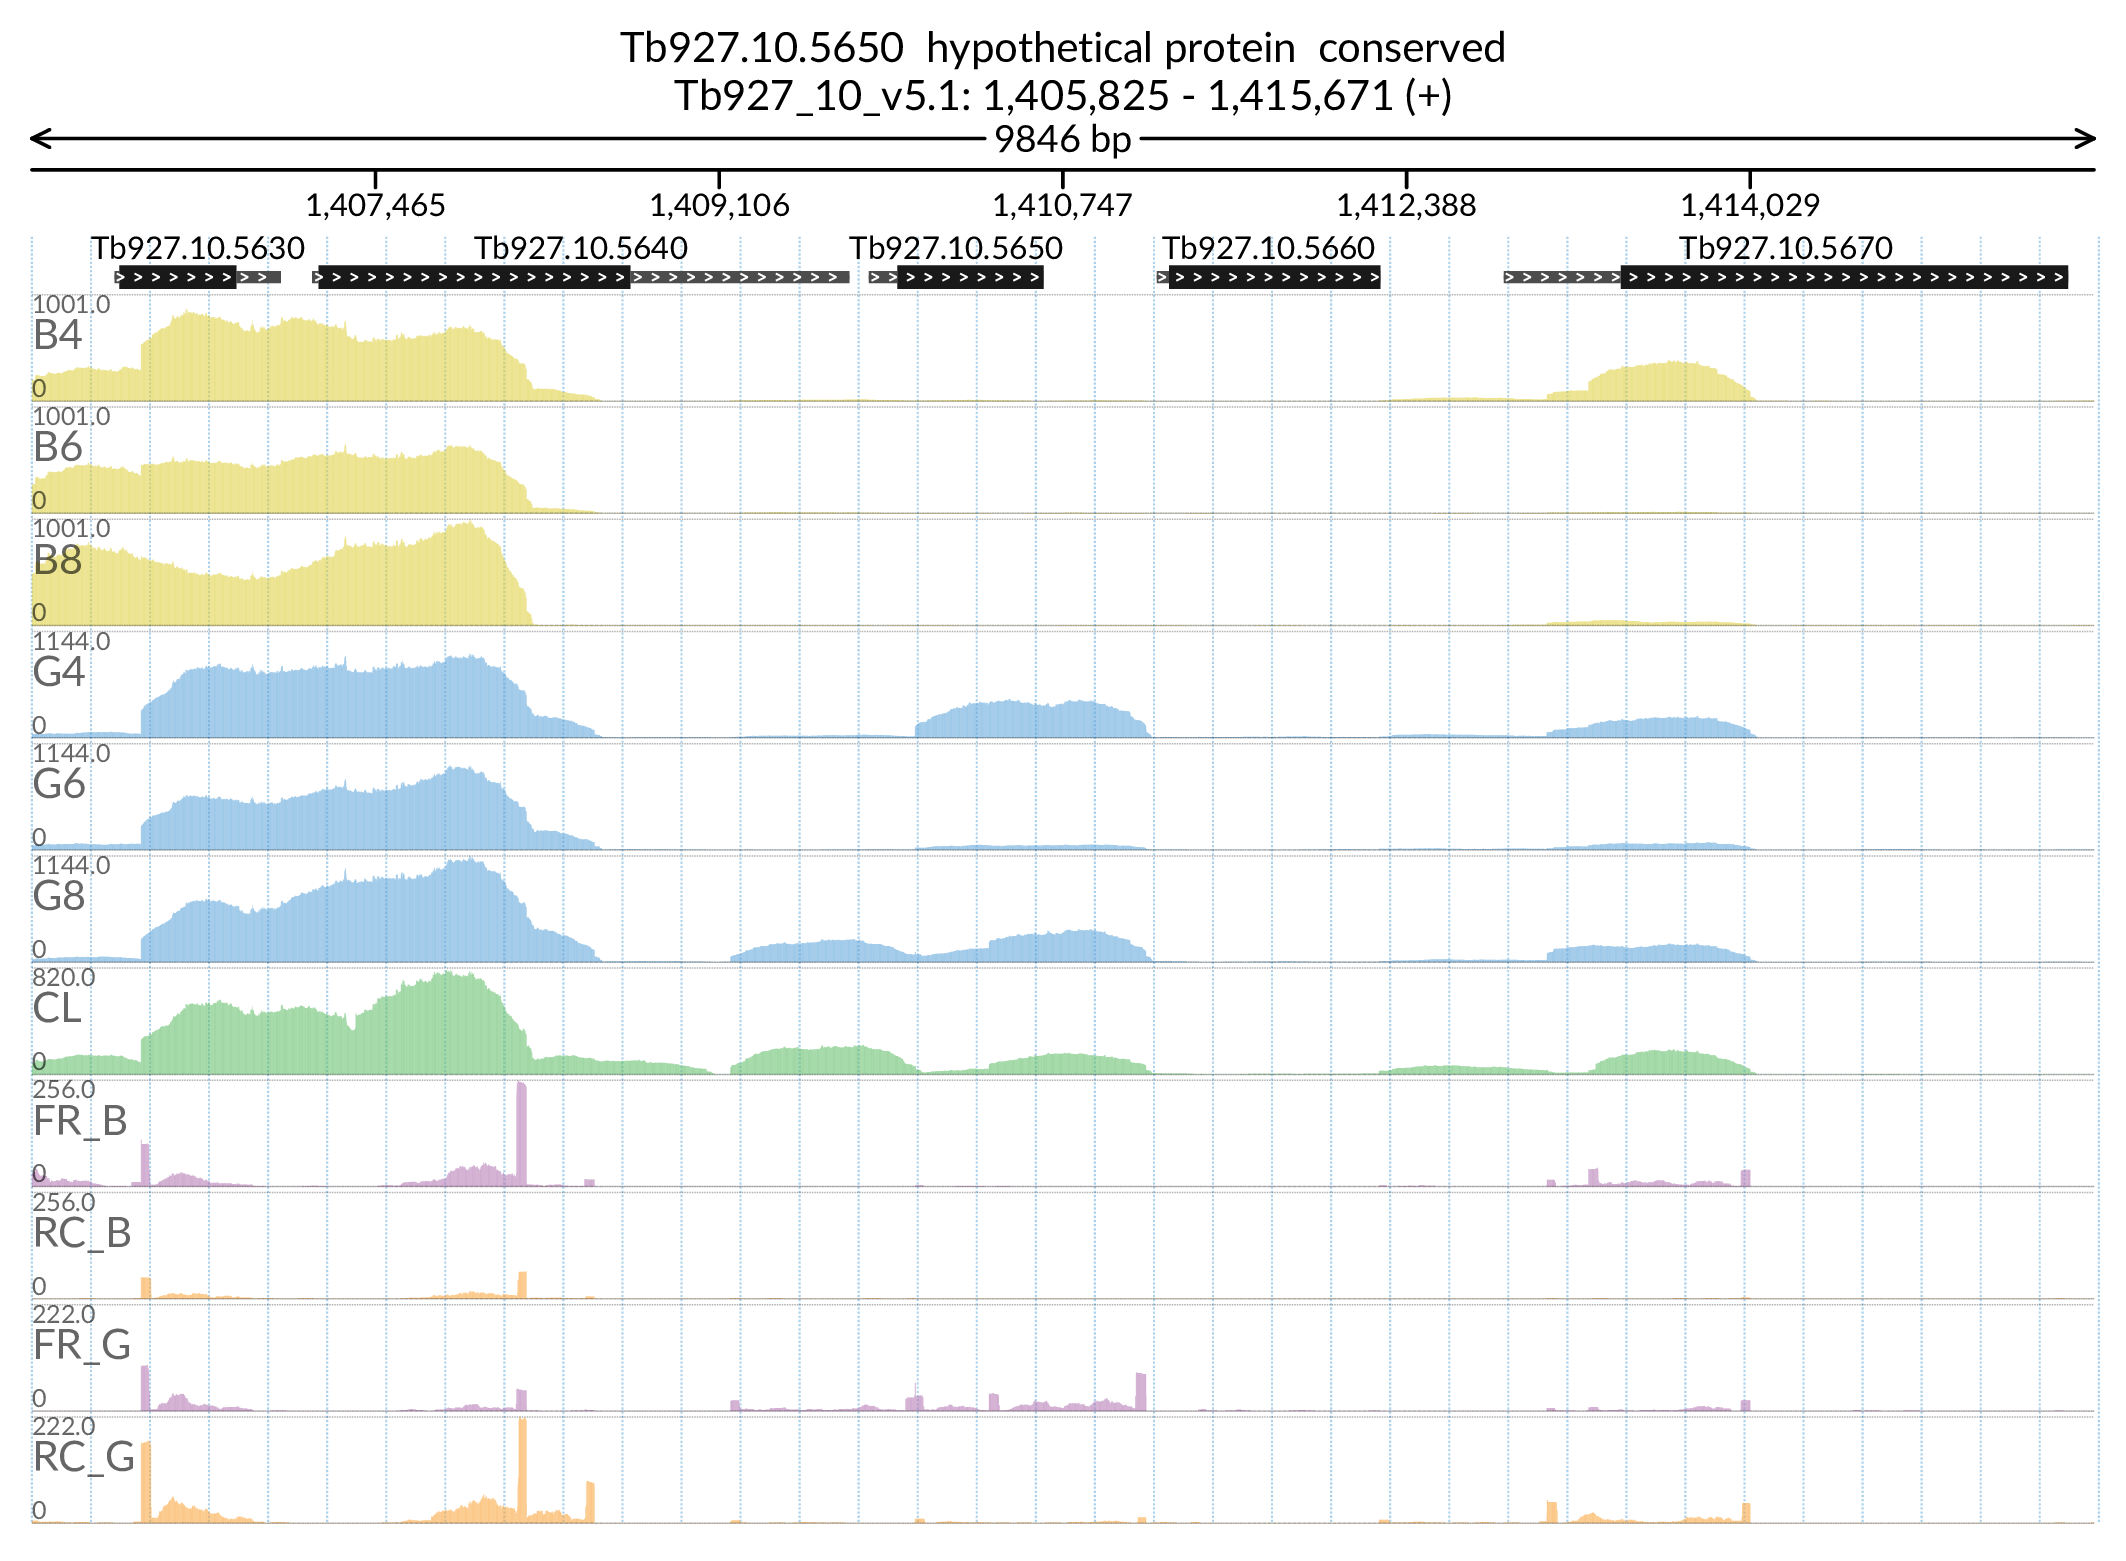 Tb927.10.5650  hypothetical protein  conserved
Tb927_10_v5.1: 1,405,825 - 1,415,671 (+)
9846 bp
1,407,465 1,409,106 1,410,747 1,412,388 1,414,029
Tb927.10.5630 Tb927.10.5640 Tb927.10.5650 Tb927.10.5660 Tb927.10.5670
1001.0
B4
0
1001.0
B6
0
1001.0
B8
0
1144.0
G4
0
1144.0
G6
0
1144.0
G8
0
820.0
CL
0
256.0
FR_B
0
256.0
RC_B
0
222.0
FR_G
0
222.0
RC_G
0